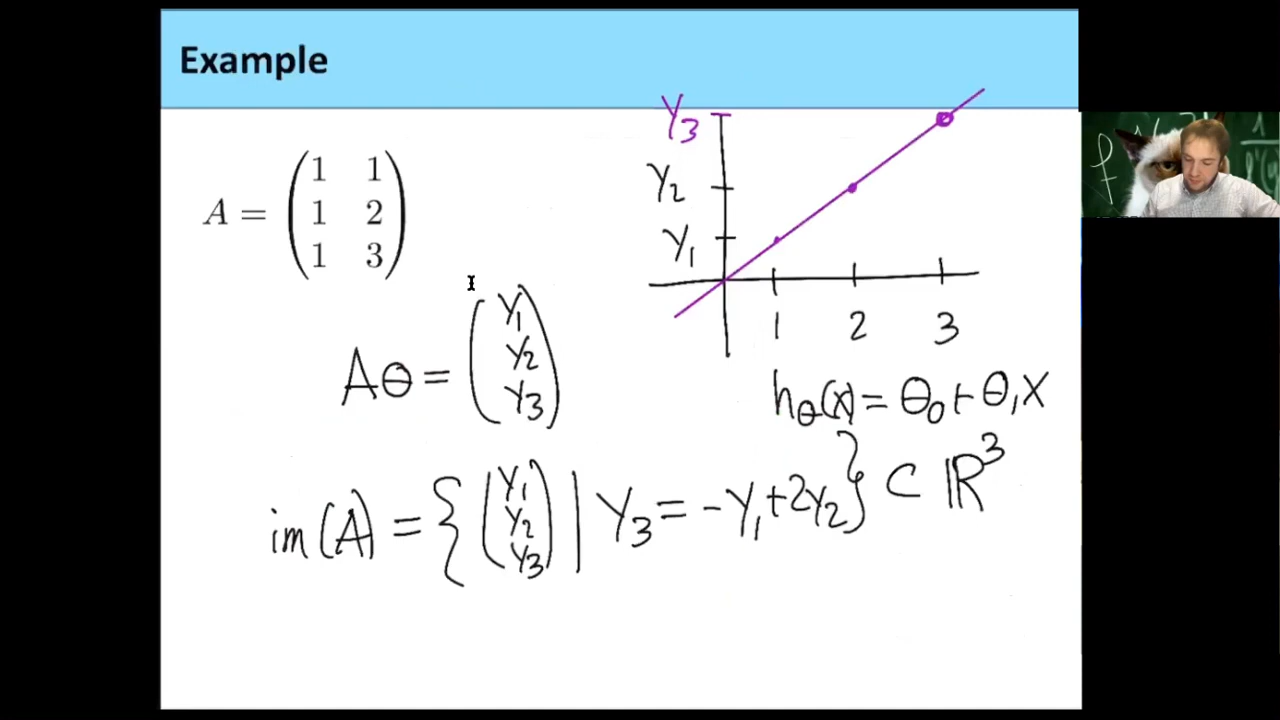 Example
A = (1 1
1 2
1 3)
Y3
Y2
Y1
1 2 3
Aθ = (Y1
Y2
Y3)
hθ(x) = θ0 + θ1x
im(A) = { (Y1
Y2
Y3) | Y3 = -Y1 + 2Y2 } ⊂ ℝ³
f